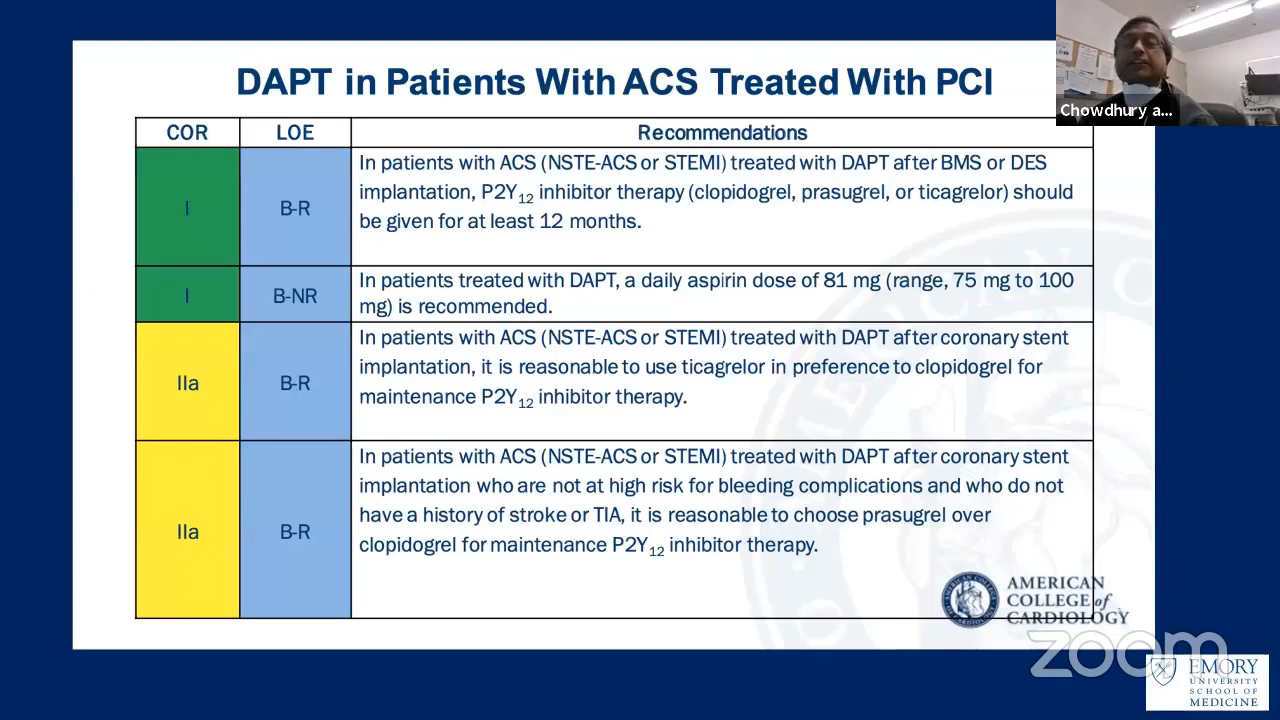 DAPT in Patients With ACS Treated With PCI
Chowdhury a...
COR LOE Recommendations
I B-R
In patients with ACS (NSTE-ACS or STEMI) treated with DAPT after BMS or DES
implantation, P2Y12 inhibitor therapy (clopidogrel, prasugrel, or ticagrelor) should
be given for at least 12 months.
I B-NR
In patients treated with DAPT, a daily aspirin dose of 81 mg (range, 75 mg to 100
mg) is recommended.
IIa B-R
In patients with ACS (NSTE-ACS or STEMI) treated with DAPT after coronary stent
implantation, it is reasonable to use ticagrelor in preference to clopidogrel for
maintenance P2Y12 inhibitor therapy.
IIa B-R
In patients with ACS (NSTE-ACS or STEMI) treated with DAPT after coronary stent
implantation who are not at high risk for bleeding complications and who do not
have a history of stroke or TIA, it is reasonable to choose prasugrel over
clopidogrel for maintenance P2Y12 inhibitor therapy.
AMERICAN
COLLEGE of
CARDIOLOGY
zoom
EMORY
UNIVERSITY
SCHOOL OF
MEDICINE